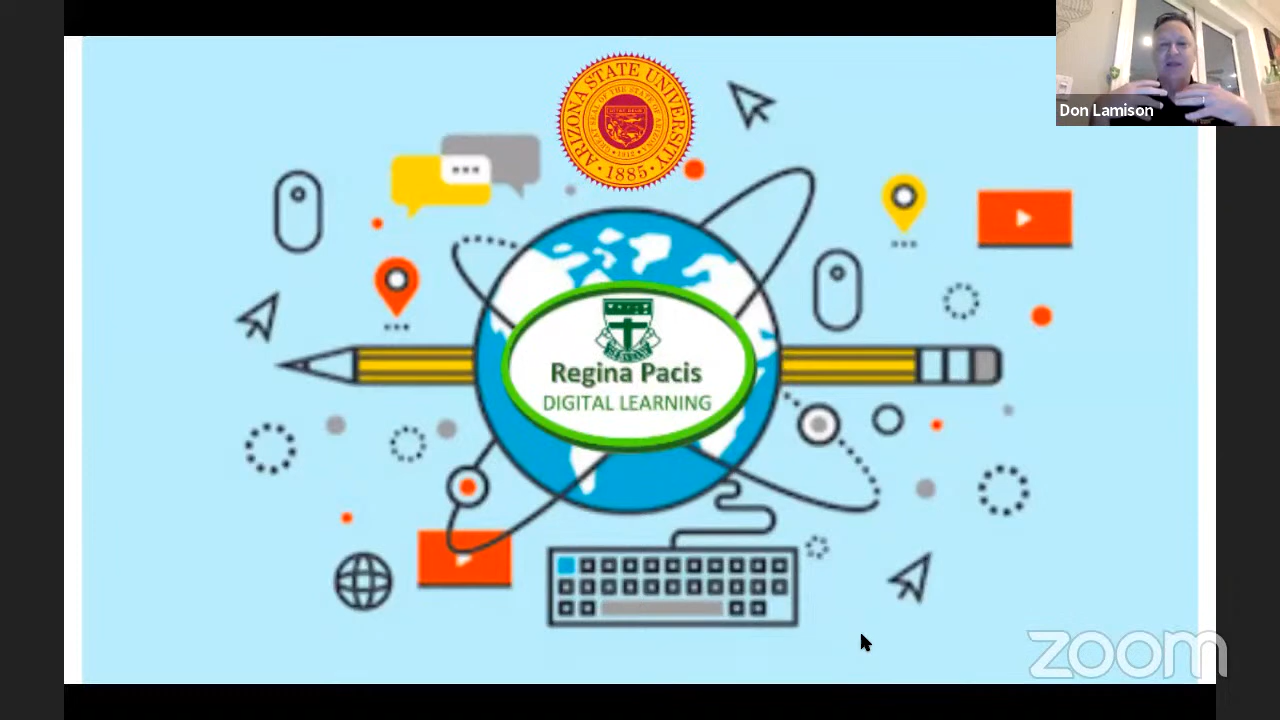 ARIZONA STATE UNIVERSITY
1885
Don Lamison
Regina Pacis
DIGITAL LEARNING
zoom